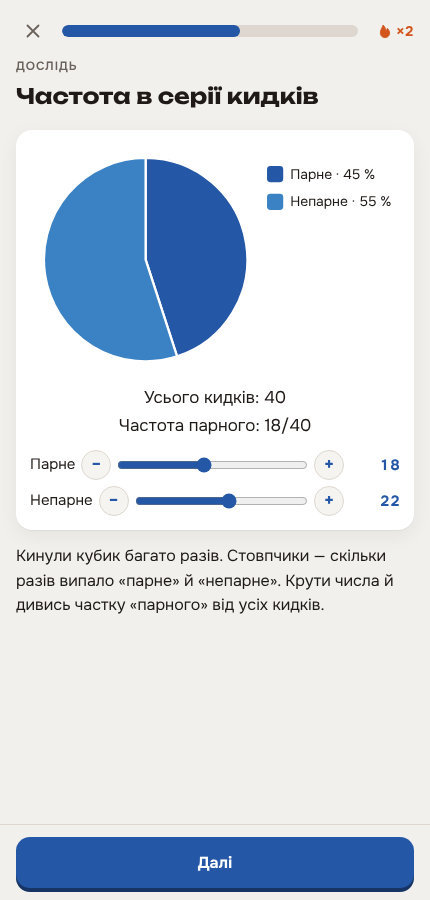 ×2
ДОСЛІДЬ
Частота в серії кидків
Парне · 45 %
Непарне · 55 %
Усього кидків: 40
Частота парного: 18/40
Парне − + 18
Непарне − + 22
Кинули кубик багато разів. Стовпчики — скільки
разів випало «парне» й «непарне». Крути числа й
дивись частку «парного» від усіх кидків.
Далі